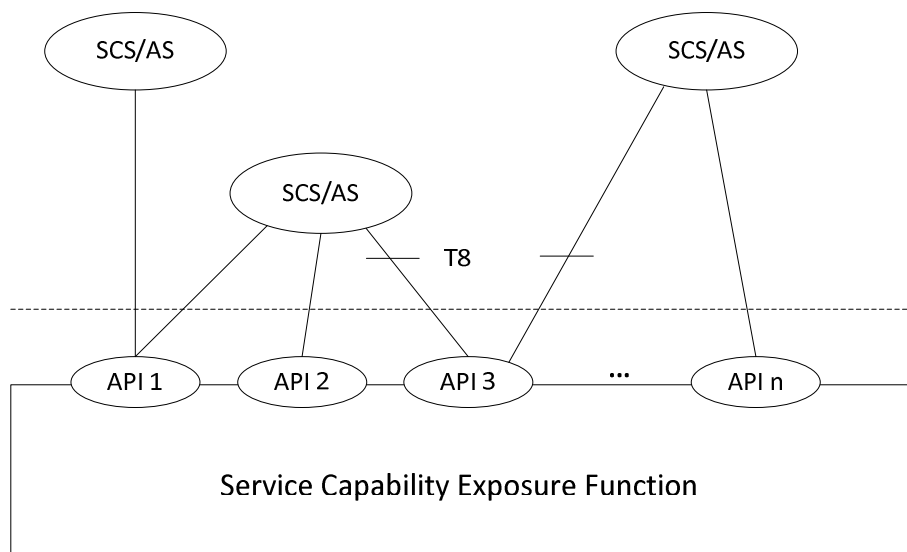 SCS/AS
SCS/AS
SCS/AS
T8
API 1
API 2
API 3
...
API n
Service Capability Exposure Function